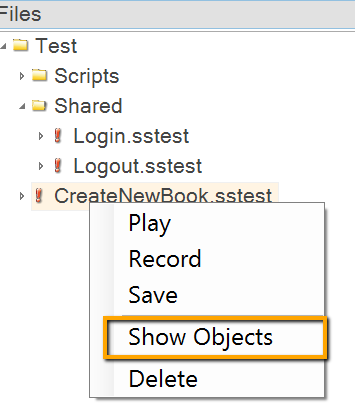 Files
Test
Scripts
Shared
Login.sstest
Logout.sstest
CreateNewBook.sstest
Play
Record
Save
Show Objects
Delete